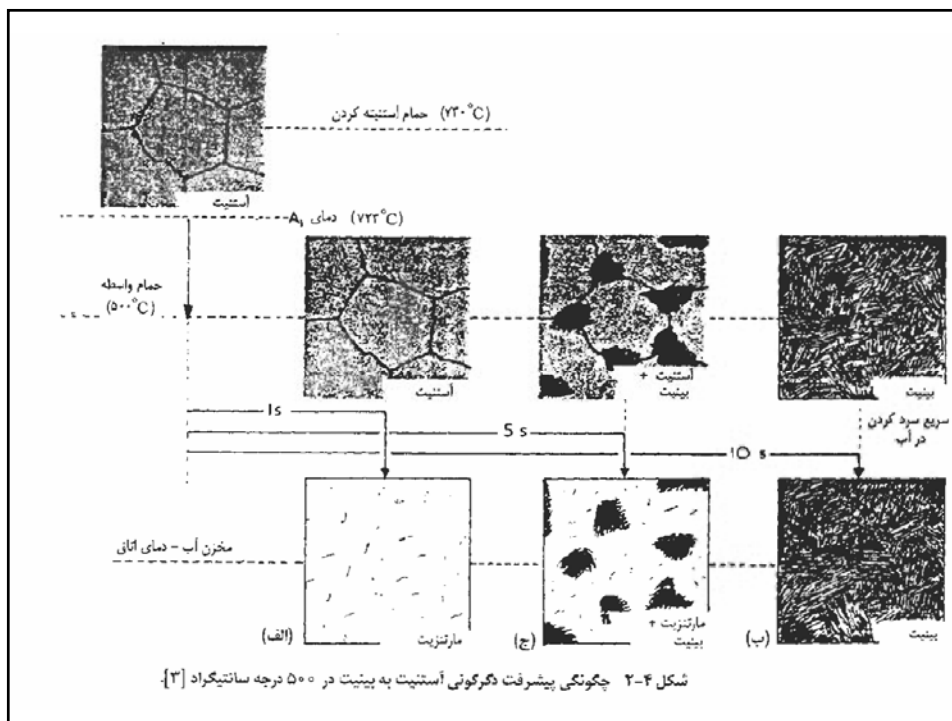 حمام آستنیته کردن (۷۳۰°C)
آستنیت
دمای A₁ (۷۲۳°C)
حمام واسطه
(۵۰۰°C)
آستنیت
آستنیت +
بینیت
بینیت
سریع سرد کردن
در آب
1s
5 s
۱۵ s
مخزن آب - دمای اتاق
(الف)
مارتنزیت
(ج)
مارتنزیت +
بینیت
(ب)
بینیت
شکل ۴-۲ چگونگی پیشرفت دگرگونی آستنیت به بینیت در ۵۰۰ درجه سانتیگراد [۳].